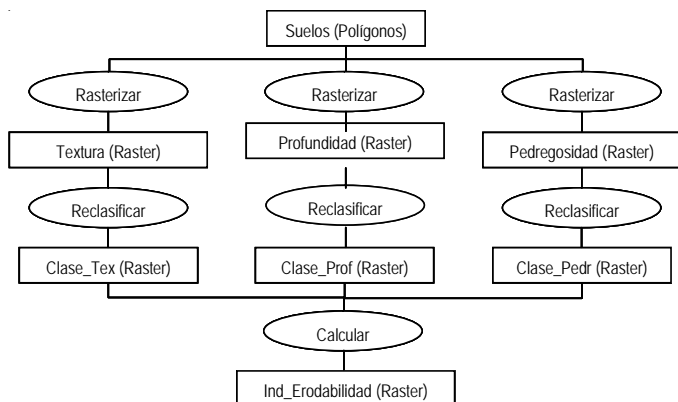 Suelos (Polígonos)
Rasterizar
Rasterizar
Rasterizar
Textura (Raster)
Profundidad (Raster)
Pedregosidad (Raster)
Reclasificar
Reclasificar
Reclasificar
Clase_Tex (Raster)
Clase_Prof (Raster)
Clase_Pedr (Raster)
Calcular
Ind_Erodabilidad (Raster)